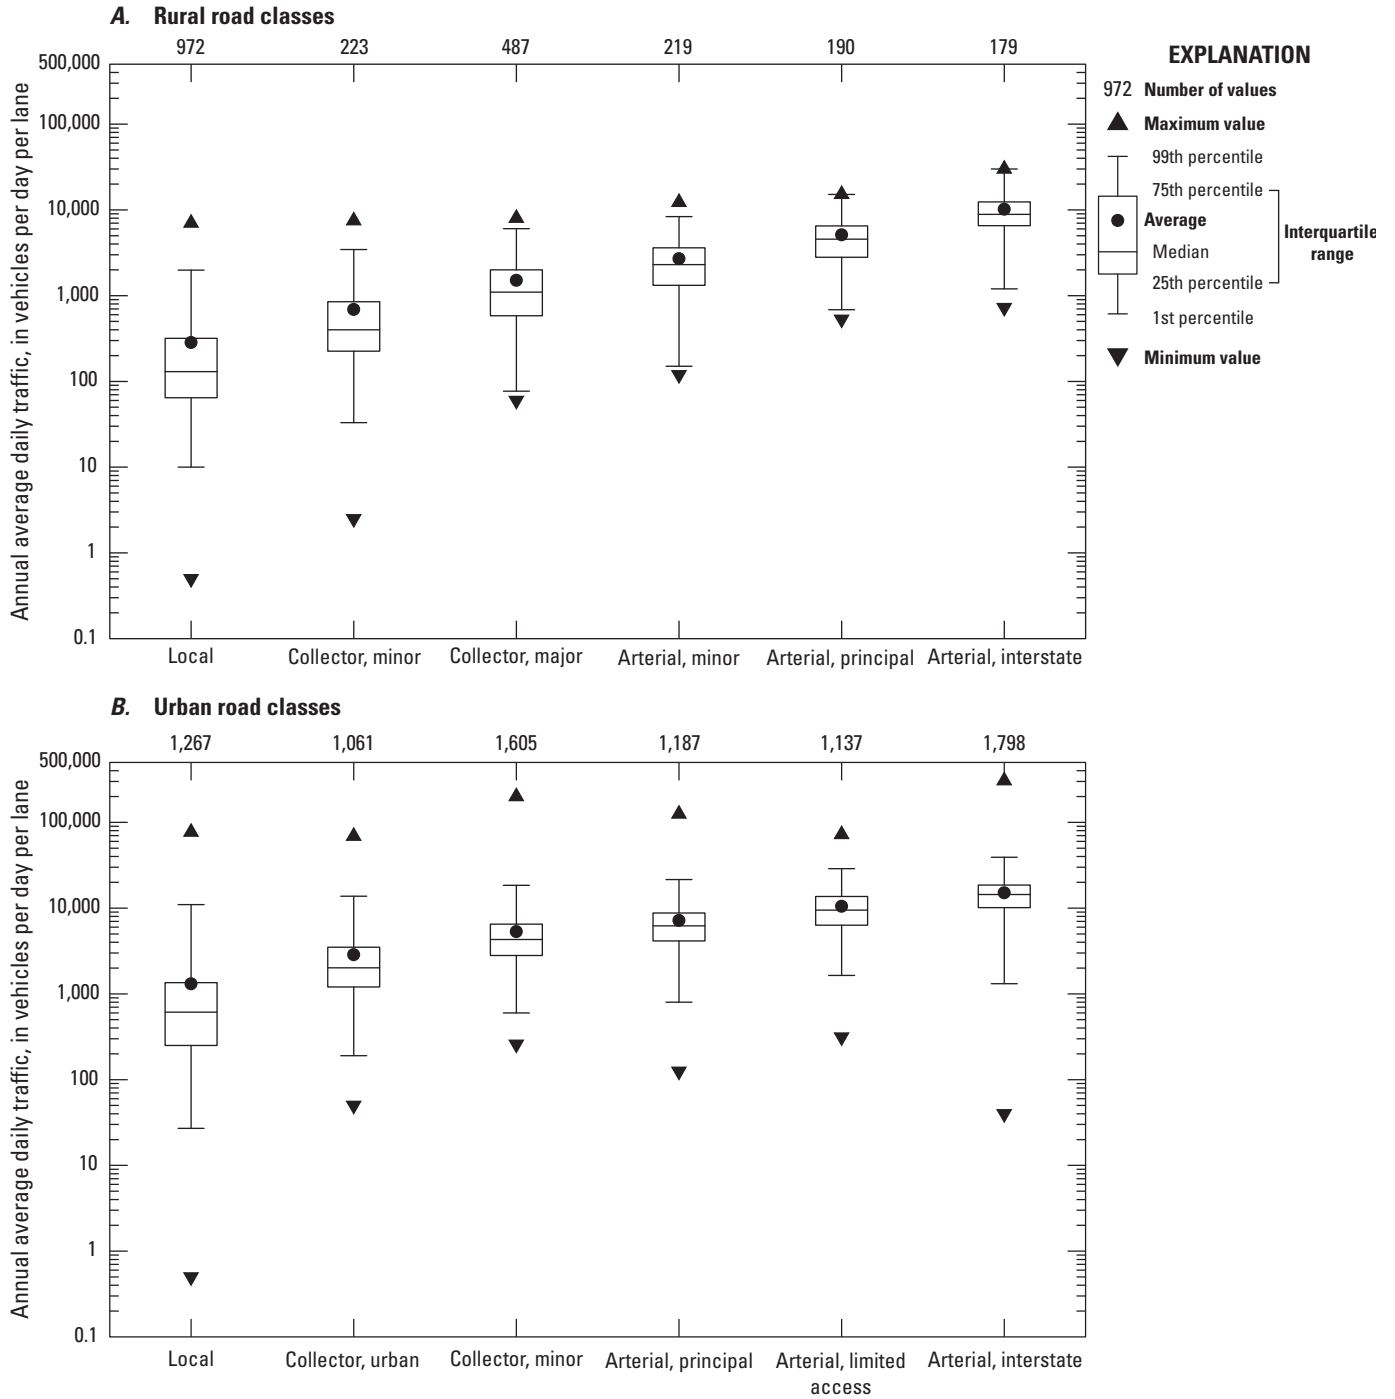 A. Rural road classes
972 223 487 219 190 179
500,000
100,000
10,000
1,000
100
10
1
0.1
Annual average daily traffic, in vehicles per day per lane
Local Collector, minor Collector, major Arterial, minor Arterial, principal Arterial, interstate
EXPLANATION
972 Number of values
Maximum value
99th percentile
75th percentile
Average
Median
25th percentile
Interquartile
range
1st percentile
Minimum value
B. Urban road classes
1,267 1,061 1,605 1,187 1,137 1,798
500,000
100,000
10,000
1,000
100
10
1
0.1
Annual average daily traffic, in vehicles per day per lane
Local Collector, urban Collector, minor Arterial, principal Arterial, limited Arterial, interstate
access